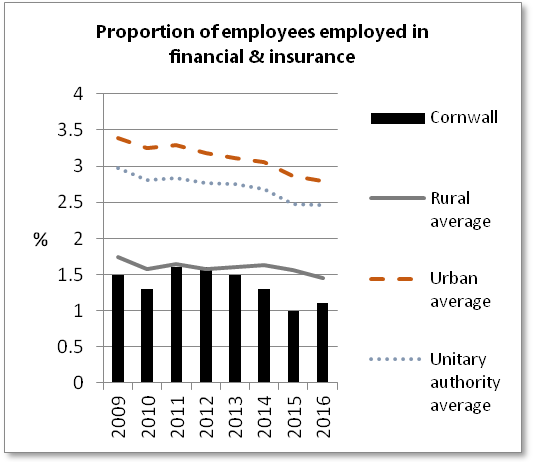 Proportion of employees employed in
financial & insurance
4
3.5
3
2.5
2
1.5
1
0.5
0
%
2009
2010
2011
2012
2013
2014
2015
2016
Cornwall
Rural
average
Urban
average
Unitary
authority
average